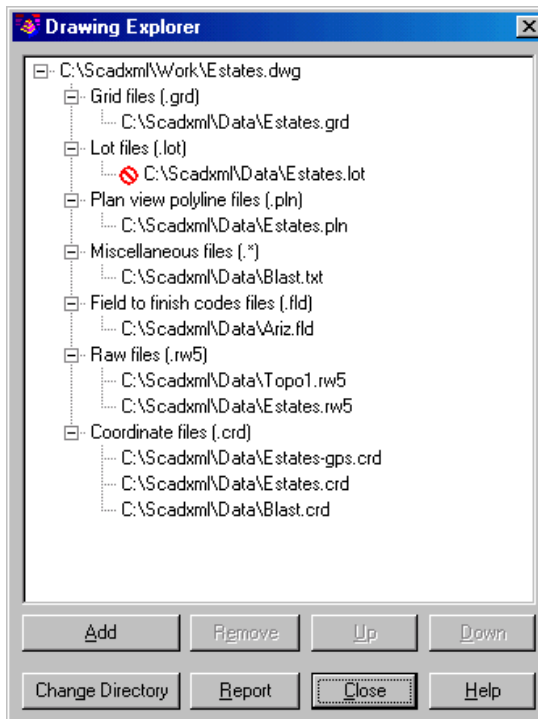 Drawing Explorer
C:\Scadxml\Work\Estates.dwg
Grid files (.grd)
C:\Scadxml\Data\Estates.grd
Lot files (.lot)
C:\Scadxml\Data\Estates.lot
Plan view polyline files (.pln)
C:\Scadxml\Data\Estates.pln
Miscellaneous files (.*)
C:\Scadxml\Data\Blast.txt
Field to finish codes files (.fld)
C:\Scadxml\Data\Ariz.fld
Raw files (.rw5)
C:\Scadxml\Data\Topo1.rw5
C:\Scadxml\Data\Estates.rw5
Coordinate files (.crd)
C:\Scadxml\Data\Estates-gps.crd
C:\Scadxml\Data\Estates.crd
C:\Scadxml\Data\Blast.crd
Add Remove Up Down
Change Directory Report Close Help